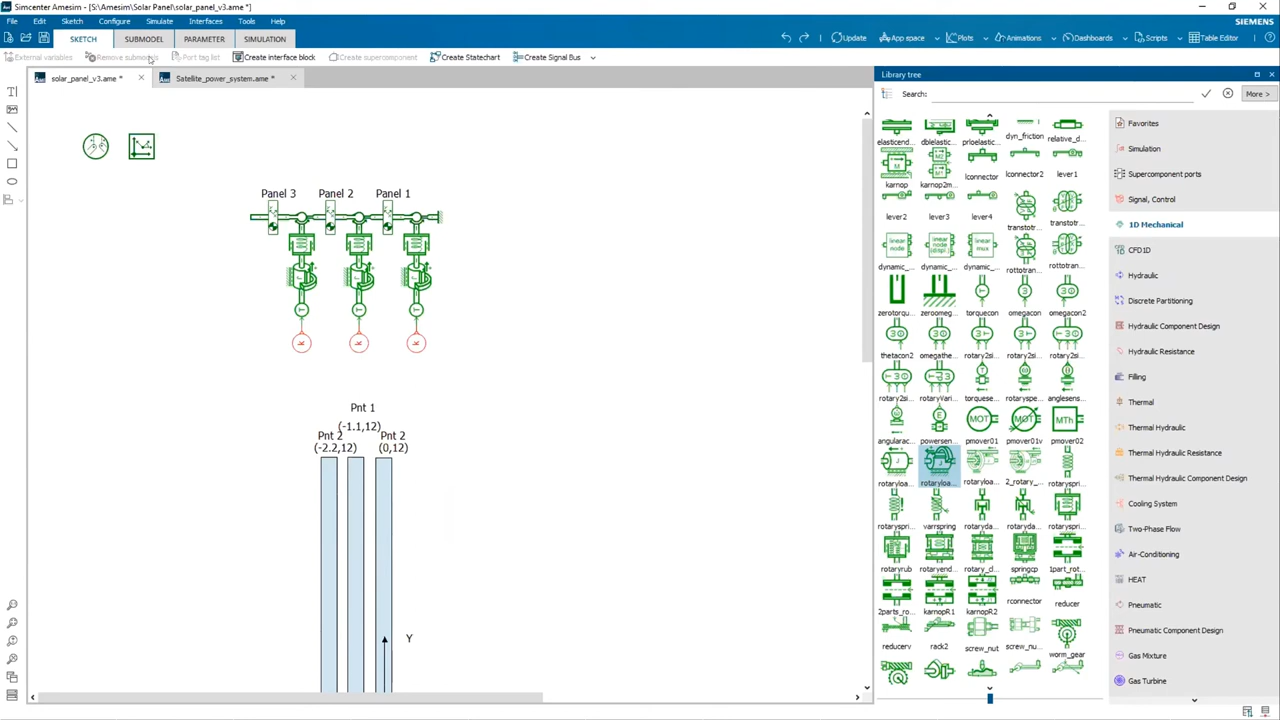 Simcenter Amesim - [S:\Amesim\Solar Panel\solar_panel_v3.ame *]
File Edit Sketch Configure Simulate Interfaces Tools Help
SIEMENS
SKETCH SUBMODEL PARAMETER SIMULATION
Update App space Plots Animations Dashboards Scripts Table Editor
External variables Remove submodels Port tag list Create interface block Create supercomponent Create Statechart Create Signal Bus
solar_panel_v3.ame * Satellite_power_system.ame *
Library tree
Search: More >
Panel 3 Panel 2 Panel 1
Pnt 1
(-1.1,12)
Pnt 2 Pnt 2
(-2.2,12) (0,12)
Y
elasticend... dblelastic... prloelastic... dyn_friction relative_d...
karnop karnop2m... lconnector lconnector2 lever1
lever2 lever3 lever4 transtotr... transtotr...
dynamic_... dynamic_... dynamic_... rottotran... rottotran...
zerotorqu... zeroomeg... torquecon omegacon omegacon2
thetacon2 omegathe... rotary2si... rotary2si... rotary2si...
rotary2si... rotaryVari... torquese... rotaryspe... anglesens...
angularac... powersen... pmover01 pmover01v pmover02
rotaryloa... rotaryloa... rotaryloa... 2_rotary_... rotaryspri...
rotaryspri... varrspring rotaryda... rotaryda... rotaryspri...
rotaryrub rotaryend... rotary_d... springcp 1part_rot...
2parts_ro... karnopR1 karnopR2 rconnector reducer
reducerv rack2 screw_nut screw_nu... worm_gear
Favorites
Simulation
Supercomponent ports
Signal, Control
1D Mechanical
CFD1D
Hydraulic
Discrete Partitioning
Hydraulic Component Design
Hydraulic Resistance
Filling
Thermal
Thermal Hydraulic
Thermal Hydraulic Resistance
Thermal Hydraulic Component Design
Cooling System
Two-Phase Flow
Air-Conditioning
HEAT
Pneumatic
Pneumatic Component Design
Gas Mixture
Gas Turbine